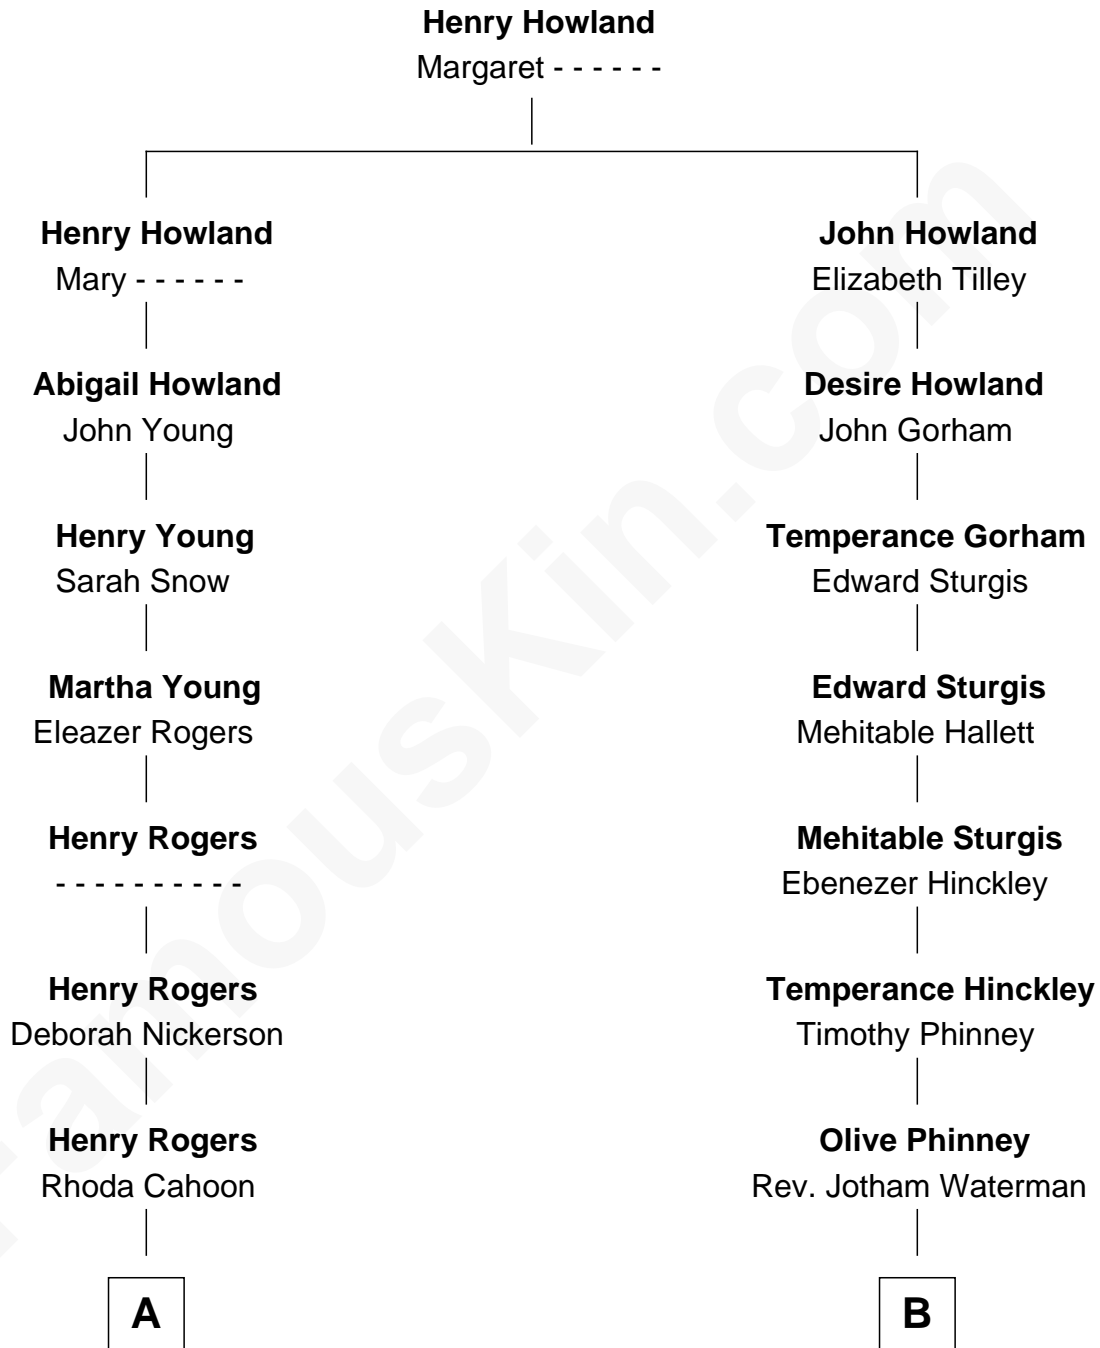 Henry Howland
Margaret - - - - - -
Henry Howland
Mary - - - - - -
Abigail Howland
John Young
Henry Young
Sarah Snow
Martha Young
Eleazer Rogers
Henry Rogers
- - - - - - - - - -
Henry Rogers
Deborah Nickerson
Henry Rogers
Rhoda Cahoon
A
John Howland
Elizabeth Tilley
Desire Howland
John Gorham
Temperance Gorham
Edward Sturgis
Edward Sturgis
Mehitable Hallett
Mehitable Sturgis
Ebenezer Hinckley
Temperance Hinckley
Timothy Phinney
Olive Phinney
Rev. Jotham Waterman
B
FamousKin.com